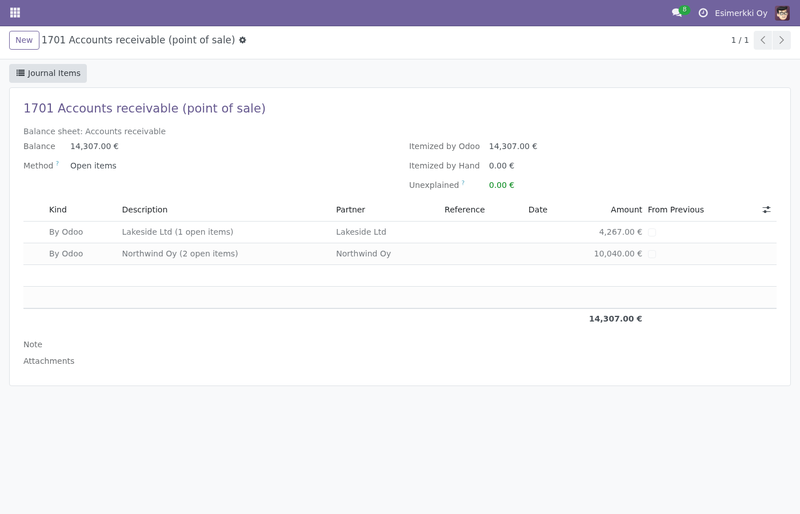 8
Esimerkki Oy
New
1701 Accounts receivable (point of sale)
1 / 1
Journal Items
1701 Accounts receivable (point of sale)
Balance sheet: Accounts receivable
Balance 14,307.00 € Itemized by Odoo 14,307.00 €
Method ? Open items Itemized by Hand 0.00 €
Unexplained ? 0.00 €
Kind Description Partner Reference Date Amount From Previous
By Odoo Lakeside Ltd (1 open items) Lakeside Ltd 4,267.00 €
By Odoo Northwind Oy (2 open items) Northwind Oy 10,040.00 €
14,307.00 €
Note
Attachments